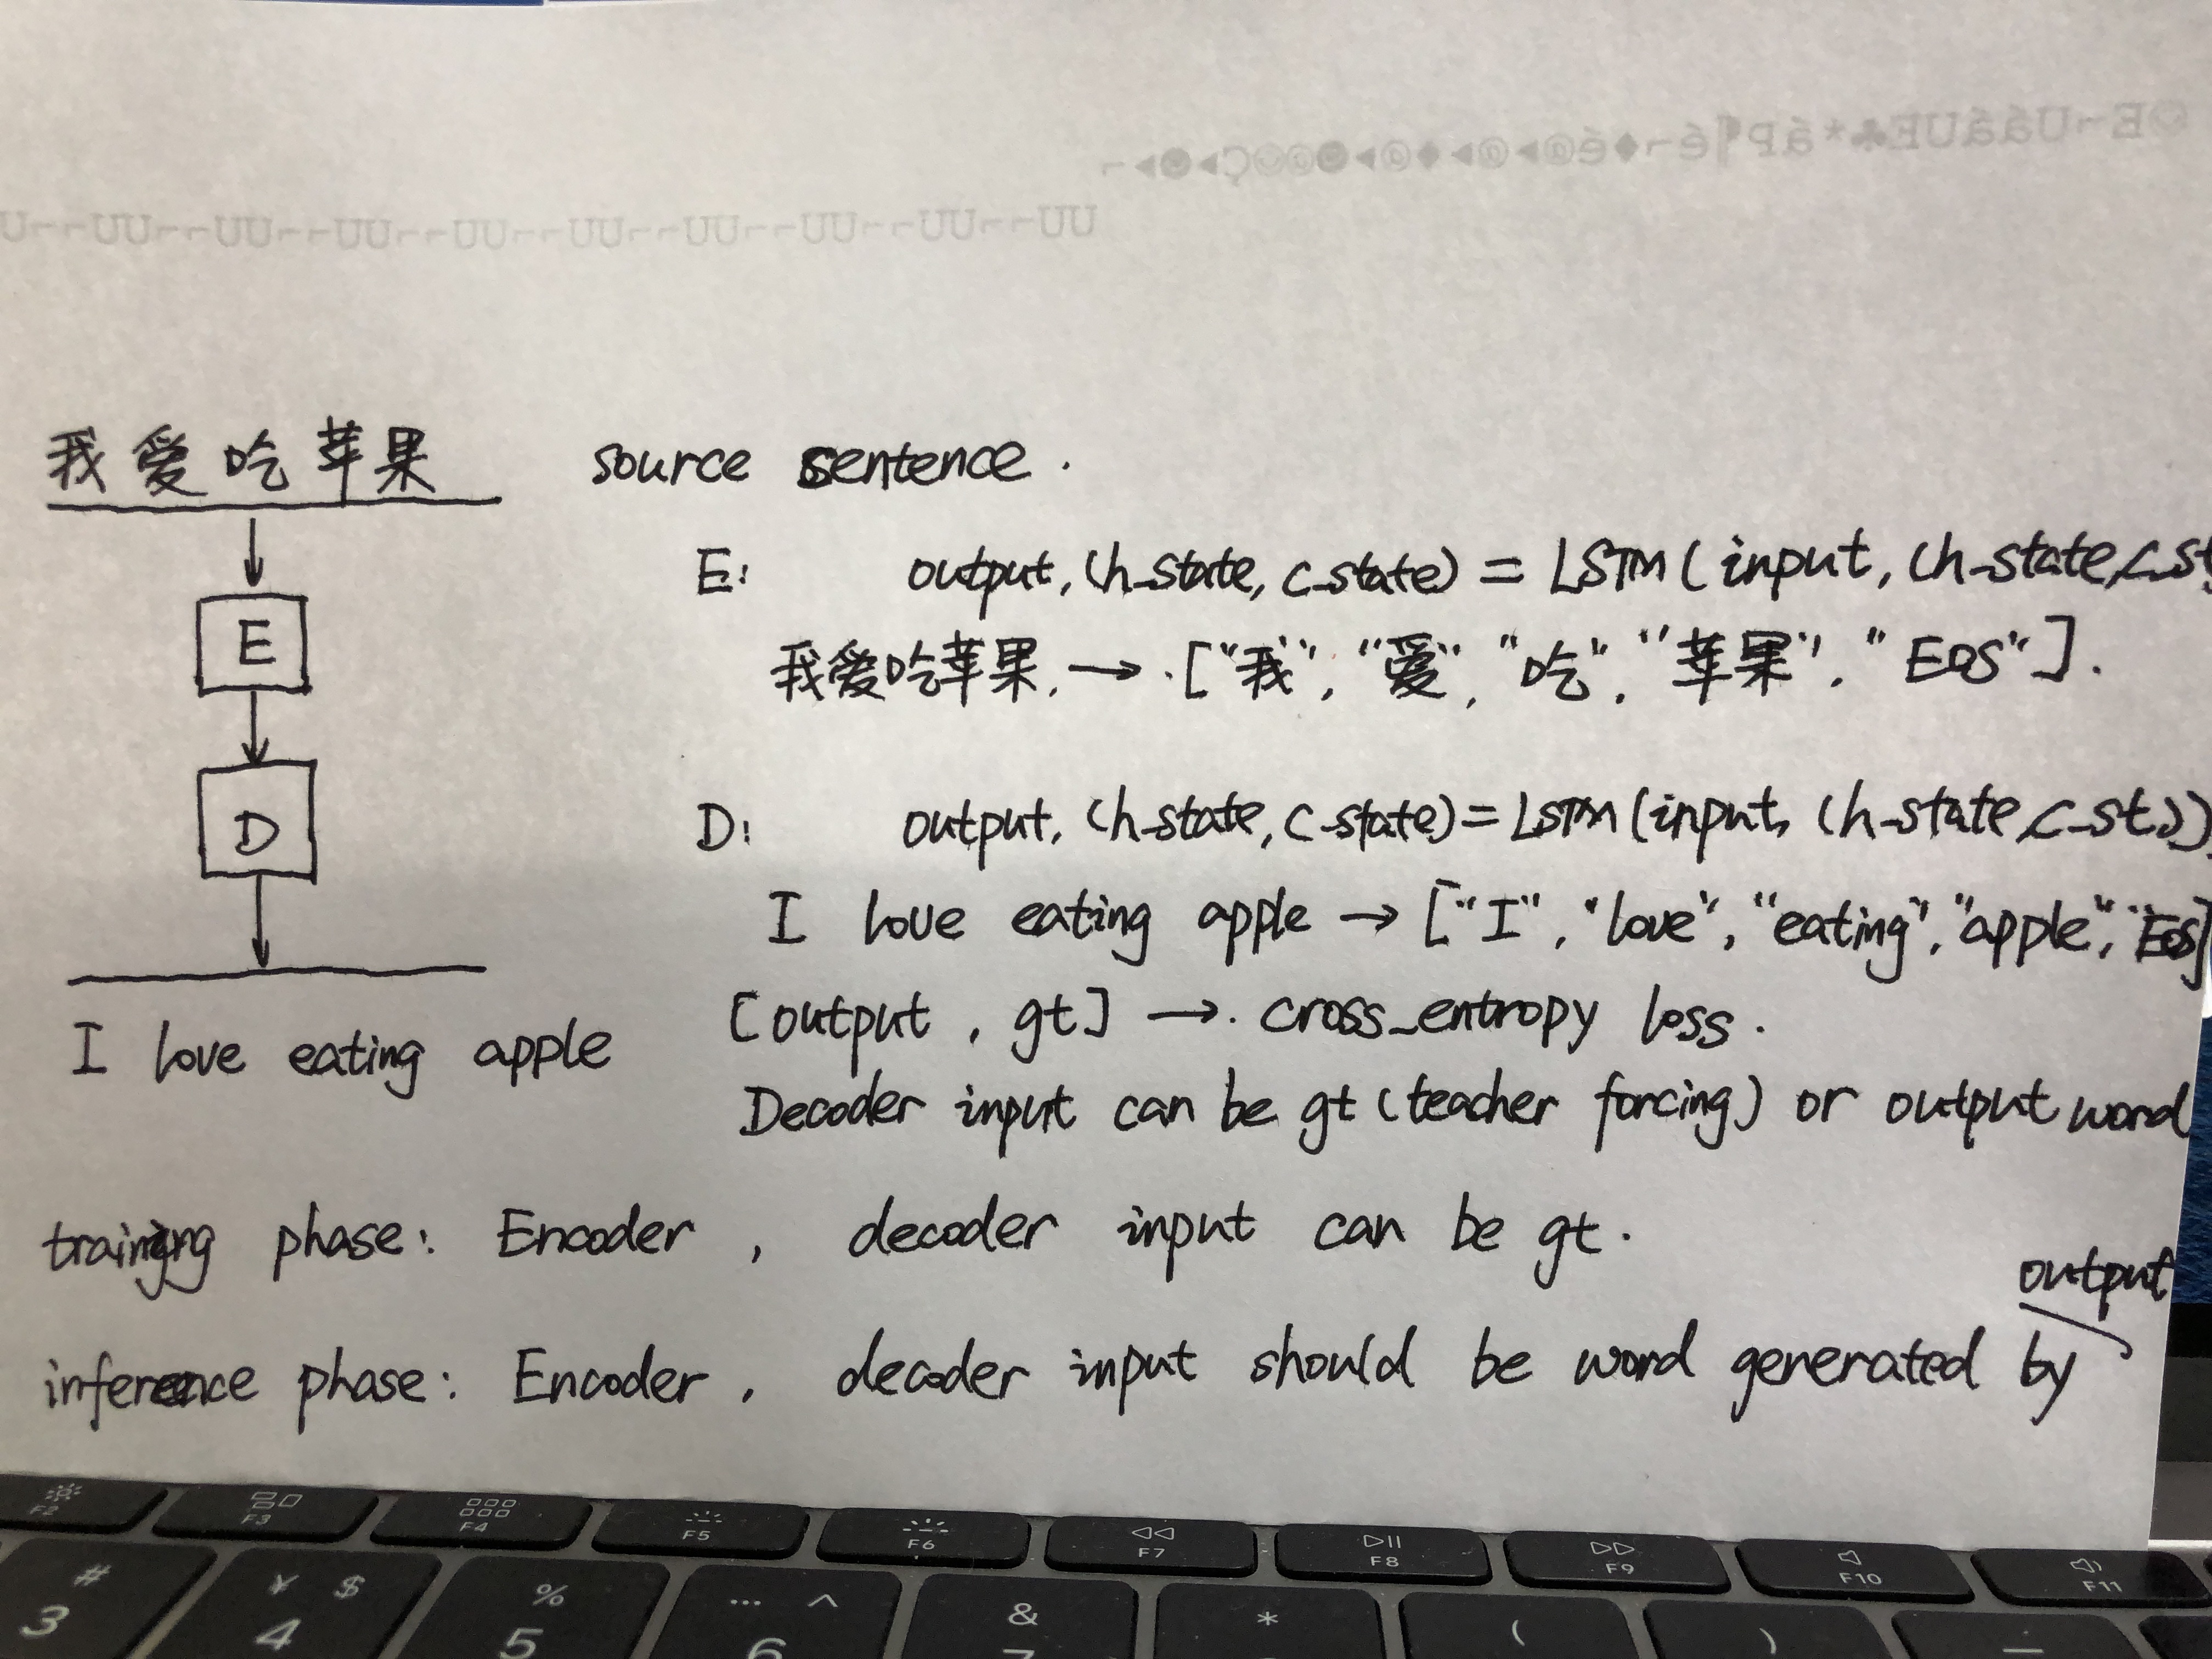 我爱吃苹果 source sentence.
E: output, (h_state, c_state) = LSTM (input, (h_state, c_st
我爱吃苹果. → ["我", "爱", "吃", "苹果", "EOS"].
D: output, (h_state, c_state) = LSTM (input, (h_state, c_st.))
I love eating apple → ["I", "love", "eating", "apple", "EOS]
[output, gt] → cross_entropy loss.
I love eating apple
Decoder input can be gt (teacher forcing) or output word
training phase: Encoder, decoder input can be gt.
output
inference phase: Encoder, decoder input should be word generated by
F2 F3 F4 F5 F6 F7 F8 F9 F10 F11
# ¥ $ % … ^ & * ( ) —
3 4 5 6